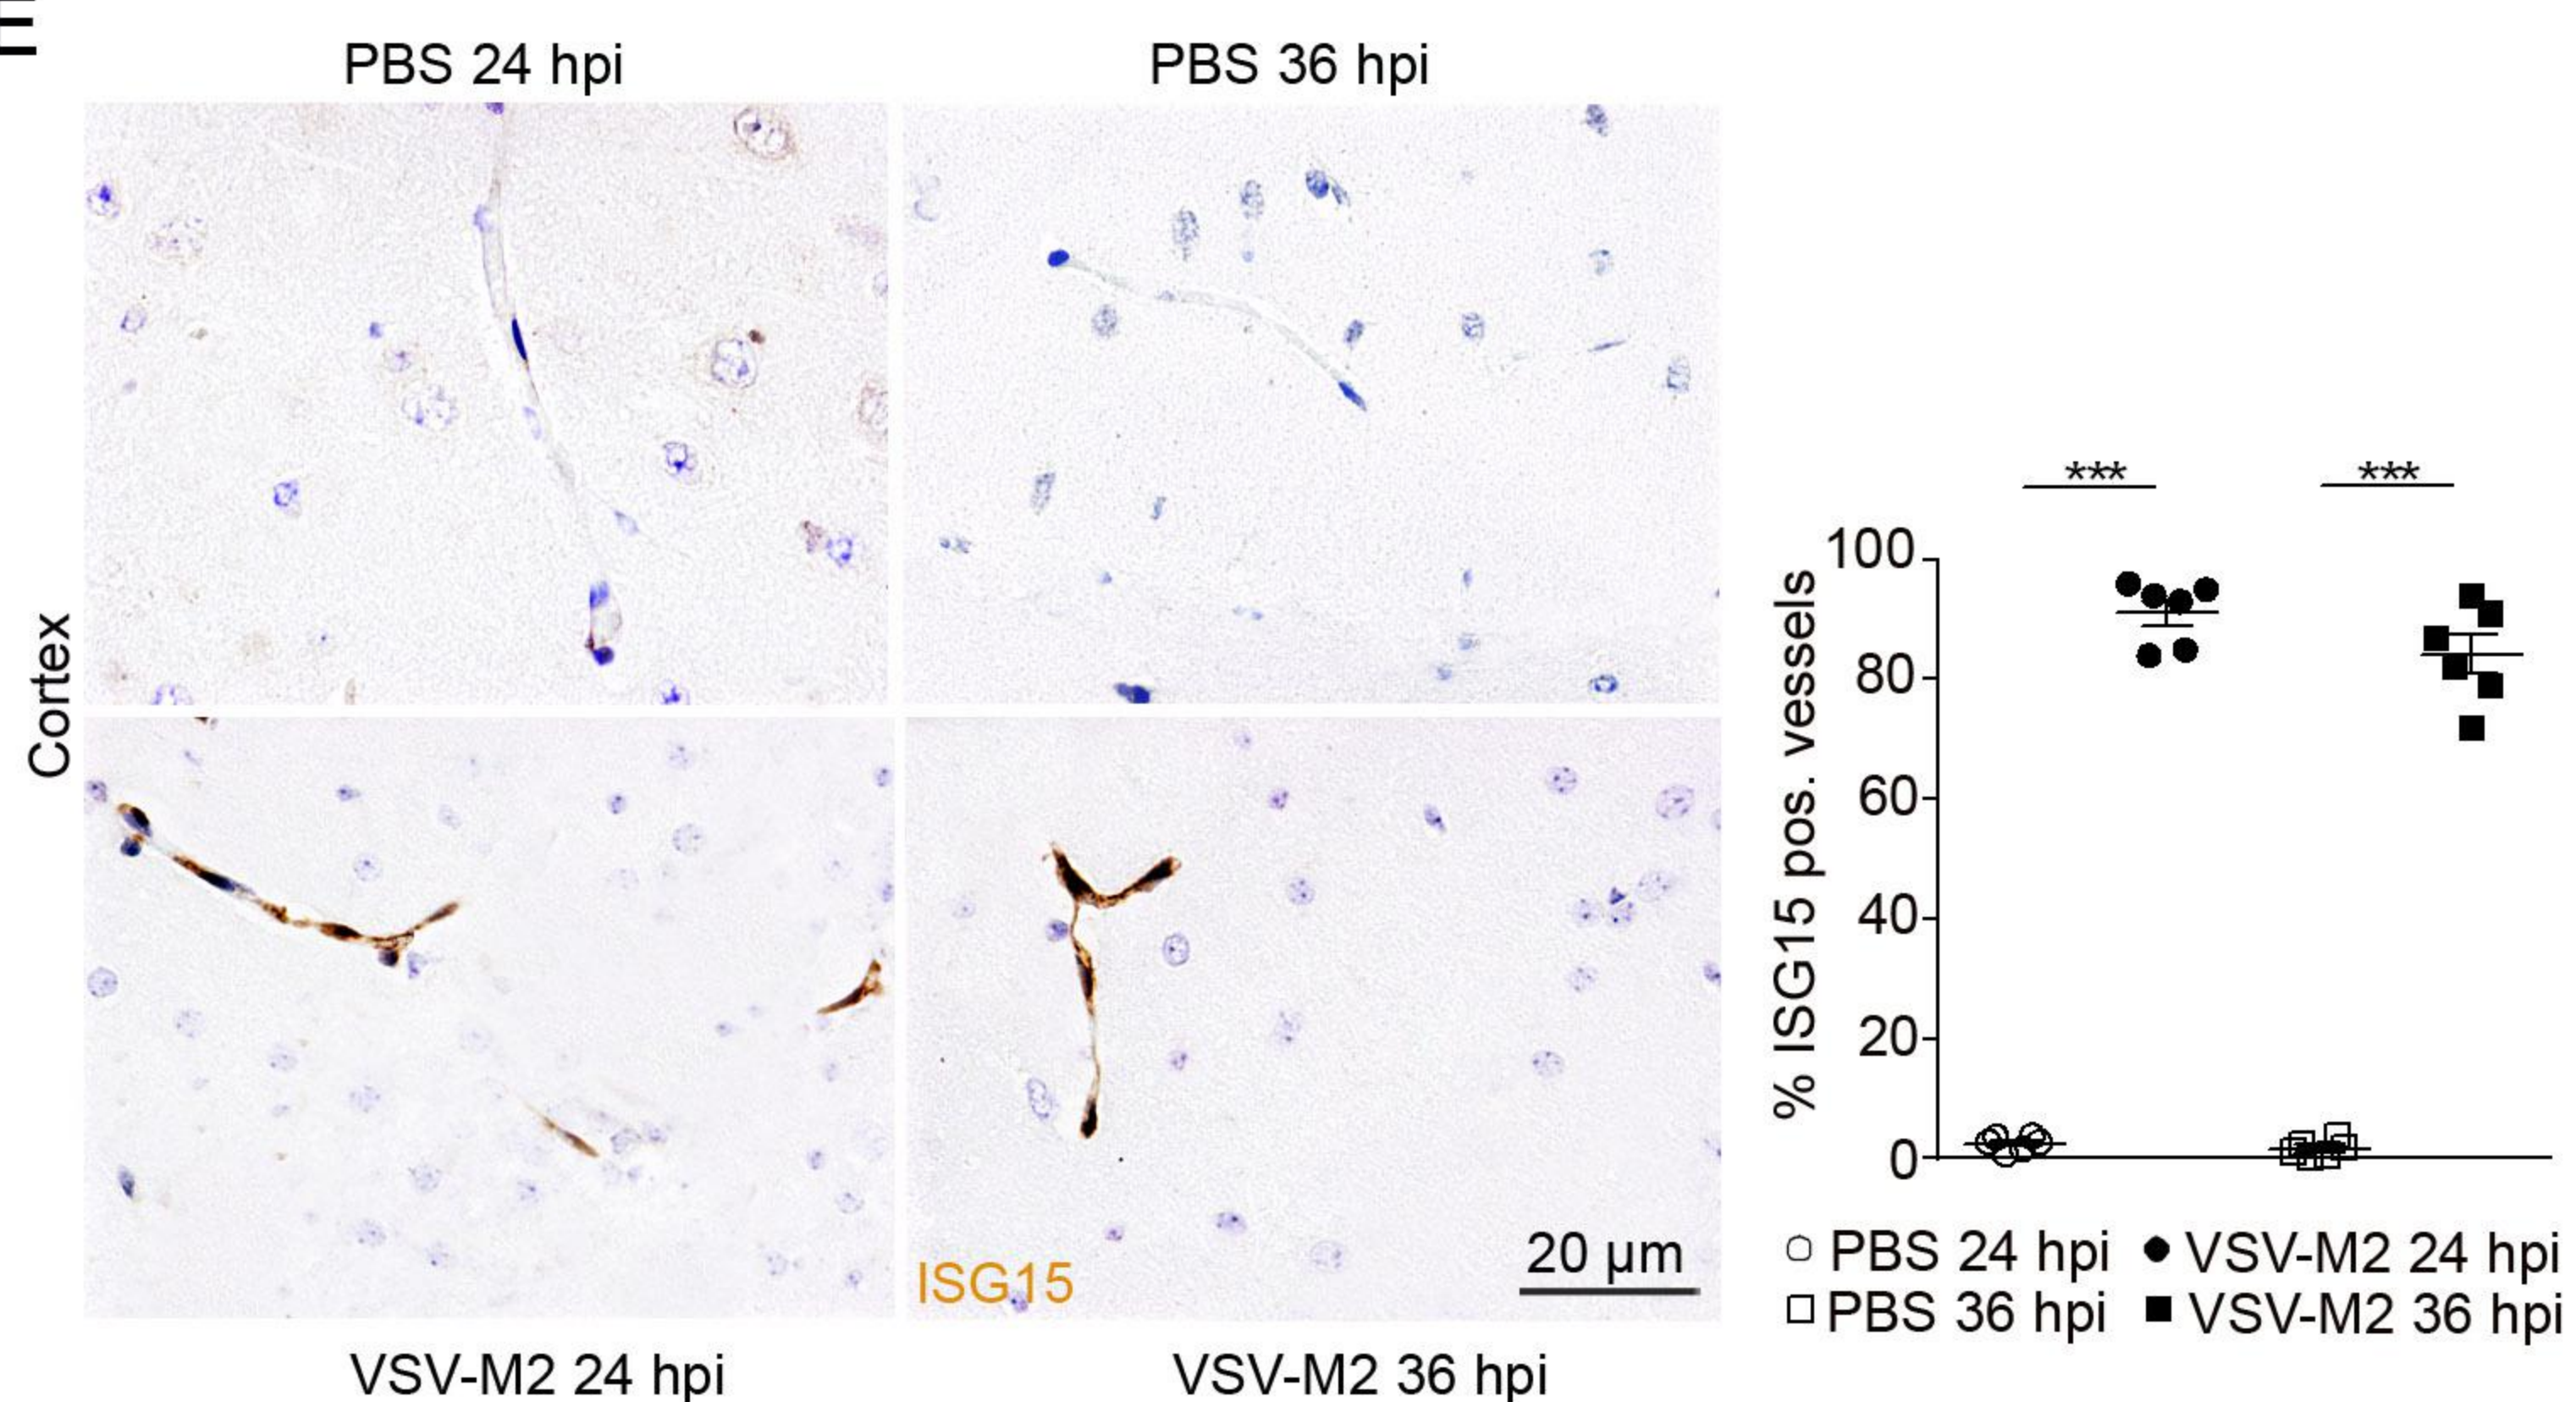 PBS 24 hpi
PBS 36 hpi
Cortex
ISG15
20 µm
VSV-M2 24 hpi
VSV-M2 36 hpi
***
***
% ISG15 pos. vessels
100
80
60
40
20
0
PBS 24 hpi
VSV-M2 24 hpi
PBS 36 hpi
VSV-M2 36 hpi